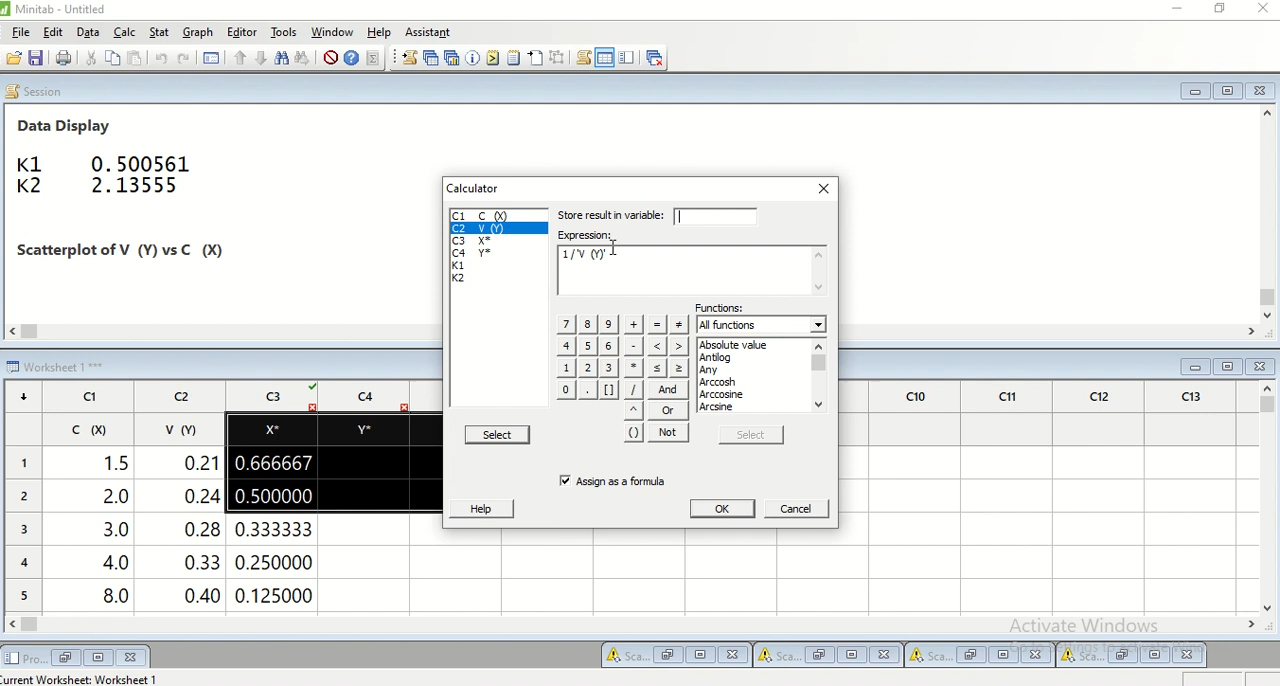 Minitab - Untitled
File Edit Data Calc Stat Graph Editor Tools Window Help Assistant
Session
Data Display
K1 0.500561
K2 2.13555
Scatterplot of V (Y) vs C (X)
Calculator
C1 C (X)
C2 V (Y)
C3 X*
C4 Y*
K1
K2
Store result in variable:
Expression:
1/'V (Y)'
Functions:
All functions
7 8 9 + = ≠
4 5 6 - < >
1 2 3 * ≤ ≥
0 . [] / And
^ Or
() Not
Absolute value
Antilog
Any
Arccosh
Arccosine
Arcsine
Select
Select
Assign as a formula
Help OK Cancel
Worksheet 1 ***
C1 C2 C3 C4 C10 C11 C12 C13
C (X) V (Y) X* Y*
1 1.5 0.21 0.666667
2 2.0 0.24 0.500000
3 3.0 0.28 0.333333
4 4.0 0.33 0.250000
5 8.0 0.40 0.125000
Activate Windows
Pro... Sca... Sca... Sca... Sca...
Current Worksheet: Worksheet 1